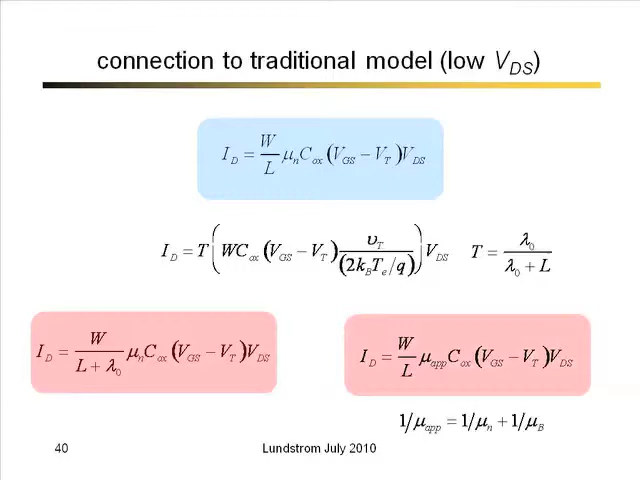 connection to traditional model (low V_DS)
I_D = W/L μ_n C_ox (V_GS − V_T) V_DS
I_D = T ( W C_ox (V_GS − V_T) υ_T/(2k_B T_e/q) ) V_DS T = λ_0/(λ_0 + L)
I_D = W/(L + λ_0) μ_n C_ox (V_GS − V_T) V_DS
I_D = W/L μ_app C_ox (V_GS − V_T) V_DS
1/μ_app = 1/μ_n + 1/μ_B
40 Lundstrom July 2010